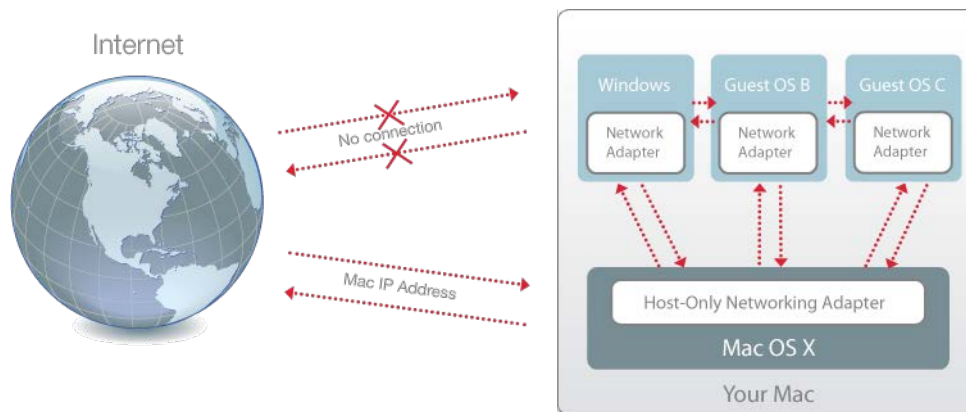 Internet
No connection
Mac IP Address
Windows
Guest OS B
Guest OS C
Network
Adapter
Network
Adapter
Network
Adapter
Host-Only Networking Adapter
Mac OS X
Your Mac